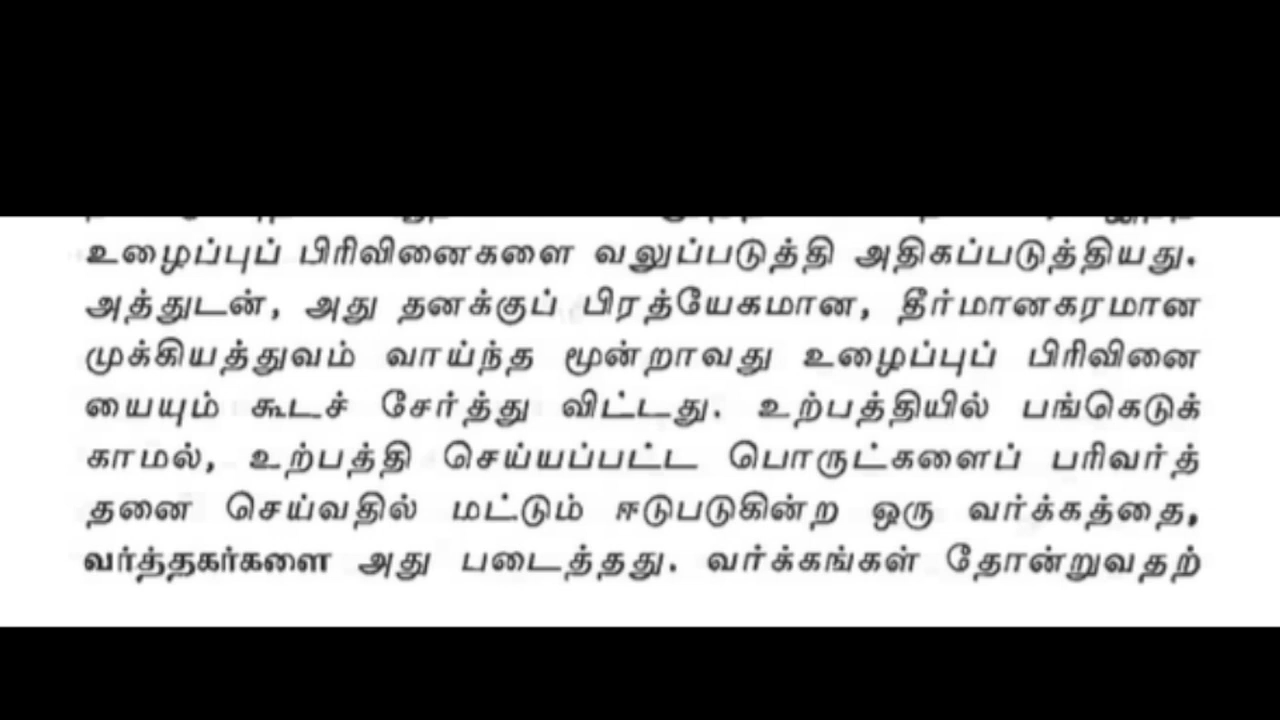 உழைப்புப் பிரிவினைகளை வலுப்படுத்தி அதிகப்படுத்தியது.
அத்துடன், அது தனக்குப் பிரத்யேகமான, தீர்மானகரமான
முக்கியத்துவம் வாய்ந்த மூன்றாவது உழைப்புப் பிரிவினை
யையும் கூடச் சேர்த்து விட்டது. உற்பத்தியில் பங்கெடுக்
காமல், உற்பத்தி செய்யப்பட்ட பொருட்களைப் பரிவர்த்
தனை செய்வதில் மட்டும் ஈடுபடுகின்ற ஒரு வர்க்கத்தை,
வர்த்தகர்களை அது படைத்தது. வர்க்கங்கள் தோன்றுவதற்